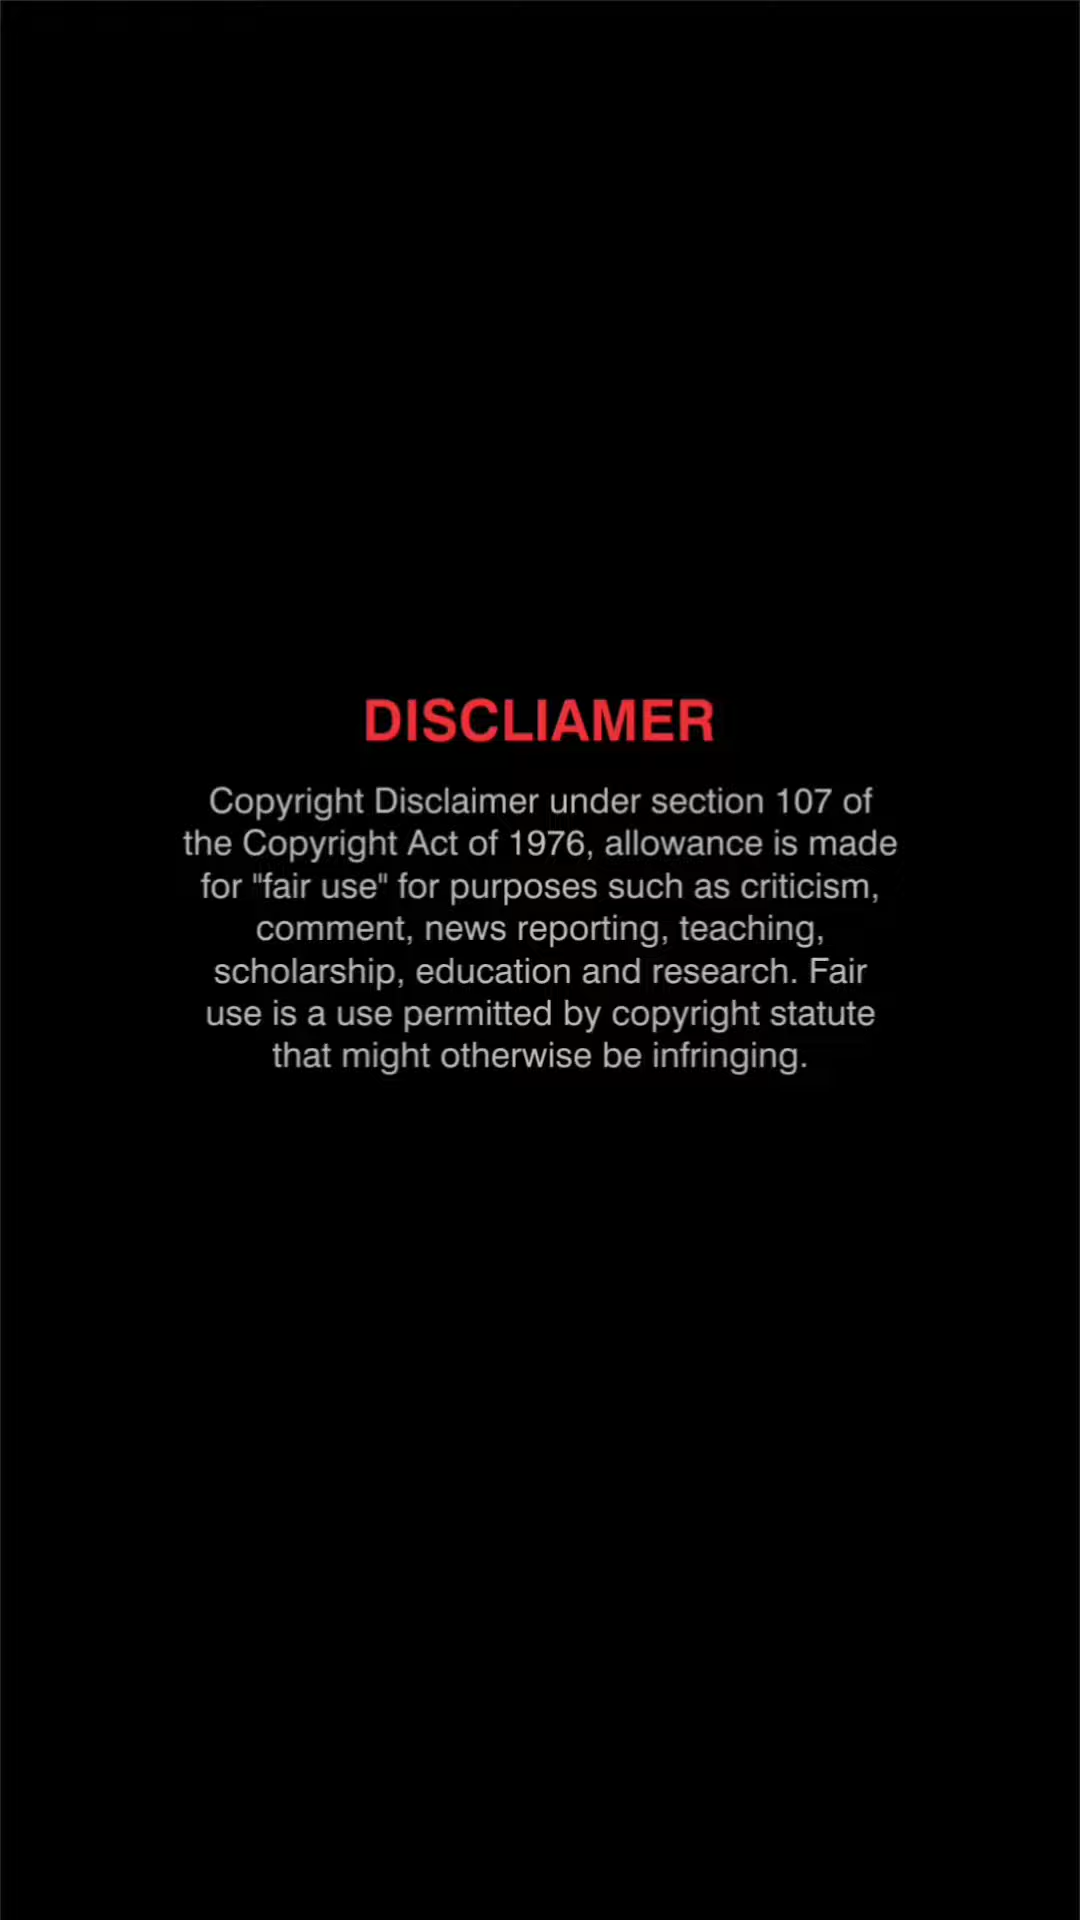 DISCLIAMER
Copyright Disclaimer under section 107 of
the Copyright Act of 1976, allowance is made
for "fair use" for purposes such as criticism,
comment, news reporting, teaching,
scholarship, education and research. Fair
use is a use permitted by copyright statute
that might otherwise be infringing.